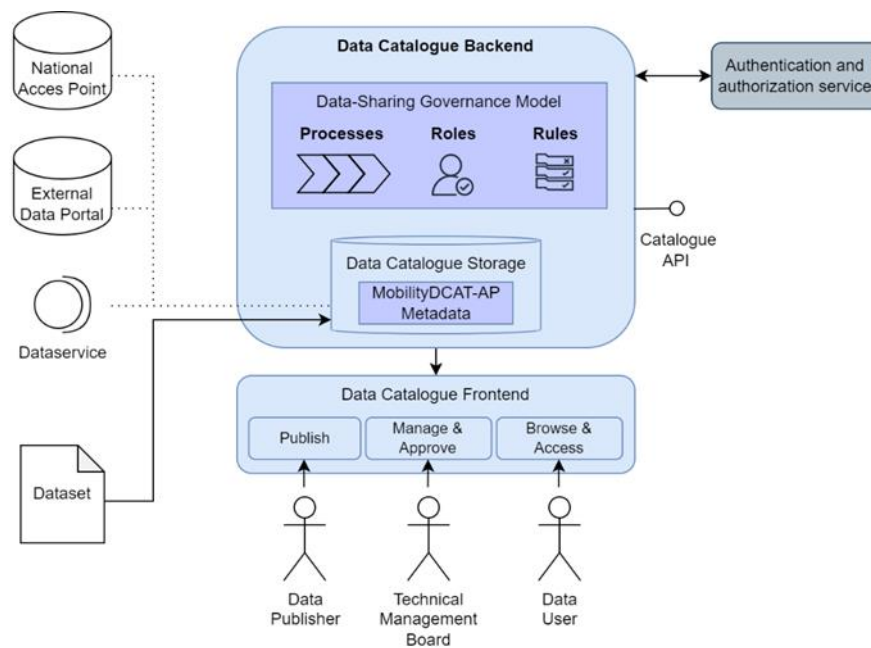 National
Acces Point
External
Data Portal
Dataservice
Dataset
Data Catalogue Backend
Data-Sharing Governance Model
Processes
Roles
Rules
Data Catalogue Storage
MobilityDCAT-AP
Metadata
Authentication and
authorization service
Catalogue
API
Data Catalogue Frontend
Publish
Manage &
Approve
Browse &
Access
Data
Publisher
Technical
Management
Board
Data
User